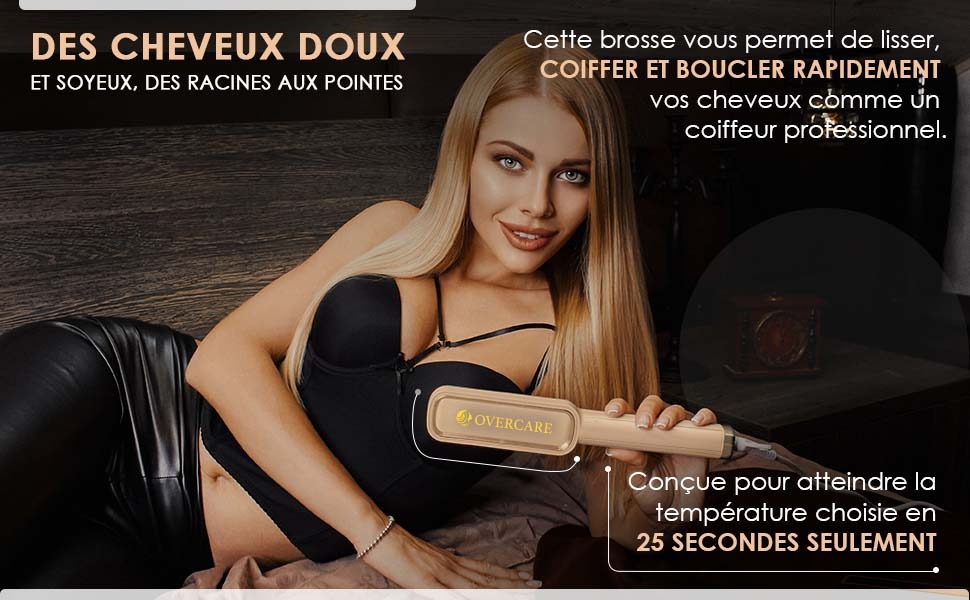 DES CHEVEUX DOUX
ET SOYEUX, DES RACINES AUX POINTES
Cette brosse vous permet de lisser,
COIFFER ET BOUCLER RAPIDEMENT
vos cheveux comme un
coiffeur professionnel.
OVERCARE
Conçue pour atteindre la
température choisie en
25 SECONDES SEULEMENT